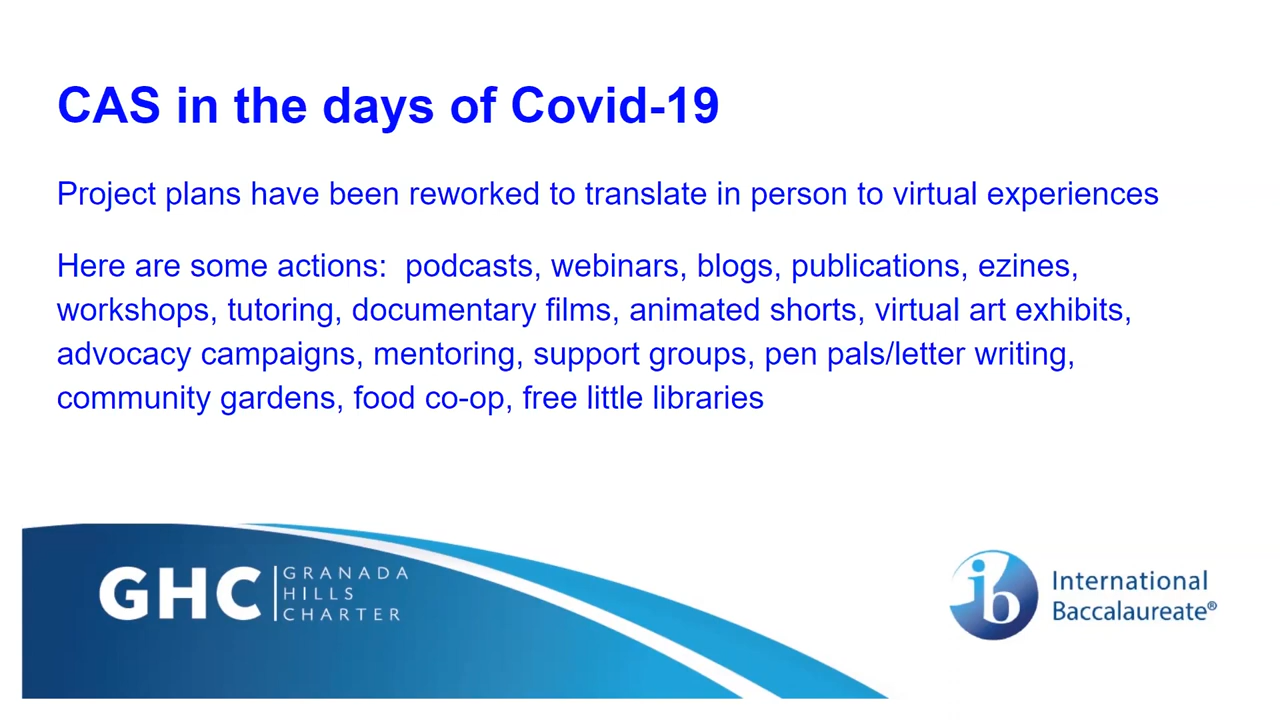 CAS in the days of Covid-19
Project plans have been reworked to translate in person to virtual experiences
Here are some actions:  podcasts, webinars, blogs, publications, ezines,
workshops, tutoring, documentary films, animated shorts, virtual art exhibits,
advocacy campaigns, mentoring, support groups, pen pals/letter writing,
community gardens, food co-op, free little libraries
GHC
GRANADA
HILLS
CHARTER
ib
International
Baccalaureate®